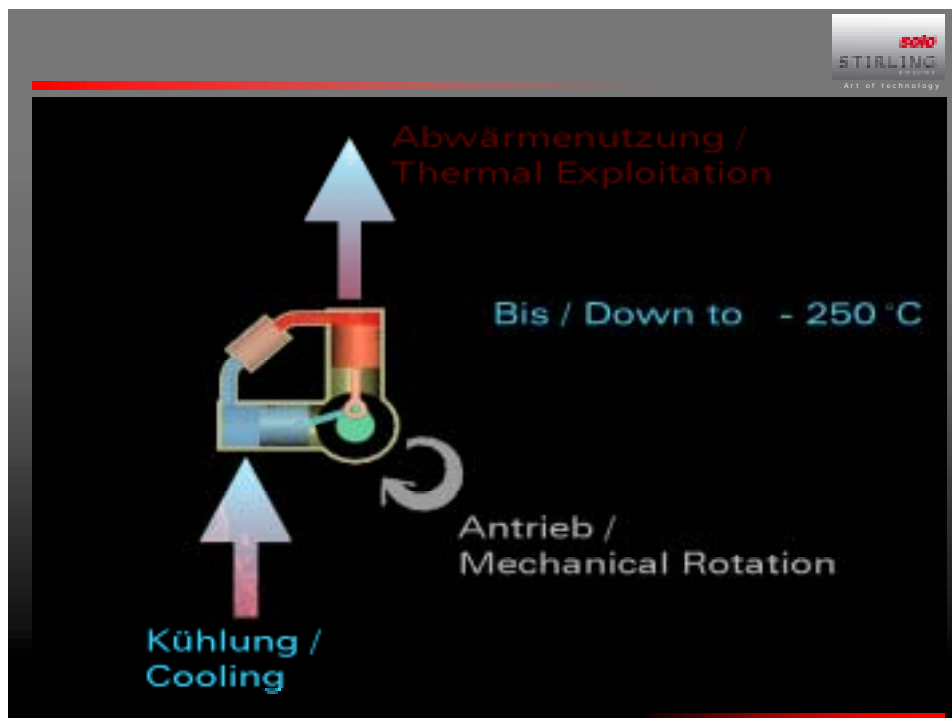 solo
STIRLING
Art of technology
Abwärmenutzung /
Thermal Exploitation
Bis / Down to - 250 °C
Antrieb /
Mechanical Rotation
Kühlung /
Cooling